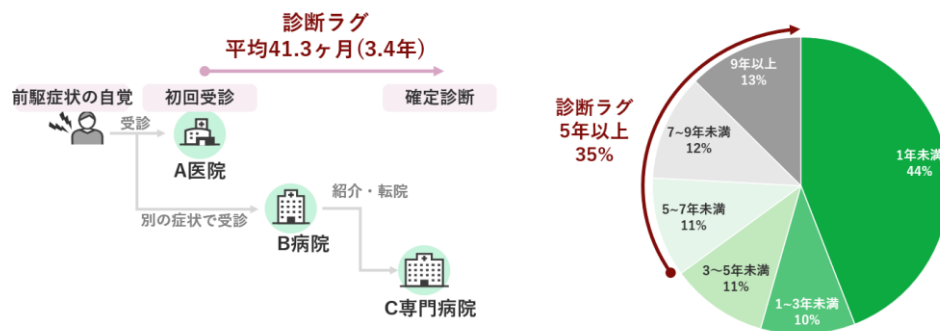 診断ラグ
平均41.3ヶ月(3.4年)
前駆症状の自覚
初回受診
確定診断
受診
A医院
別の症状で受診
B病院
紹介・転院
C専門病院
診断ラグ
5年以上
35%
9年以上
13%
7~9年未満
12%
5~7年未満
11%
3～5年未満
11%
1~3年未満
10%
1年未満
44%